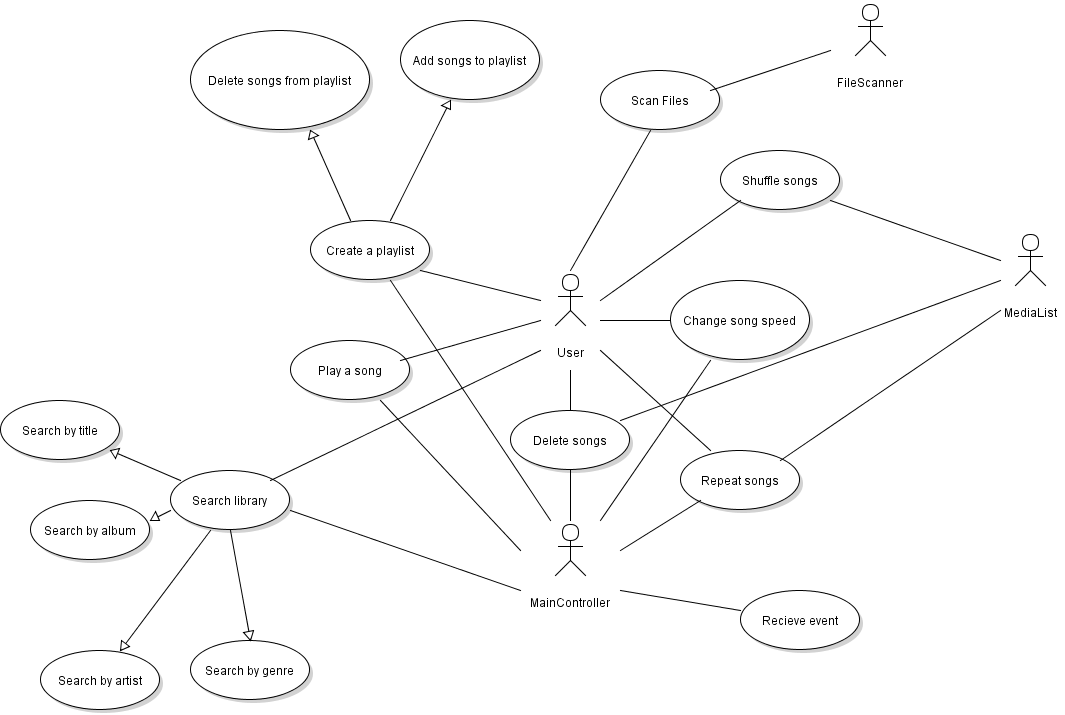 FileScanner
Add songs to playlist
Delete songs from playlist
Scan Files
Shuffle songs
Create a playlist
MediaList
Change song speed
User
Play a song
Search by title
Delete songs
Repeat songs
Search library
Search by album
MainController
Recieve event
Search by genre
Search by artist